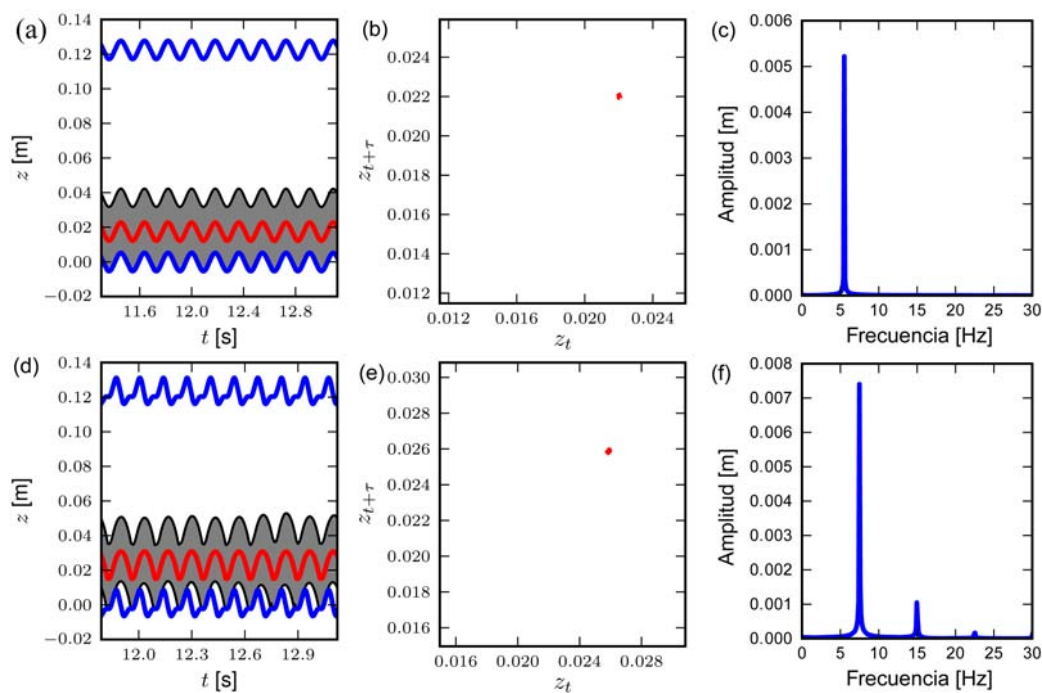 (a)
0.14
0.12
0.10
0.08
0.06
0.04
0.02
0.00
−0.02
z [m]
11.6 12.0 12.4 12.8
t [s]
(b)
0.024
0.022
0.020
0.018
0.016
0.014
0.012
z_{t+τ}
0.012 0.016 0.020 0.024
z_t
(c)
0.006
0.005
0.004
0.003
0.002
0.001
0.000
Amplitud [m]
0 5 10 15 20 25 30
Frecuencia [Hz]
(d)
0.14
0.12
0.10
0.08
0.06
0.04
0.02
0.00
−0.02
z [m]
12.0 12.3 12.6 12.9
t [s]
(e)
0.030
0.028
0.026
0.024
0.022
0.020
0.018
0.016
z_{t+τ}
0.016 0.020 0.024 0.028
z_t
(f)
0.008
0.007
0.006
0.005
0.004
0.003
0.002
0.001
0.000
Amplitud [m]
0 5 10 15 20 25 30
Frecuencia [Hz]